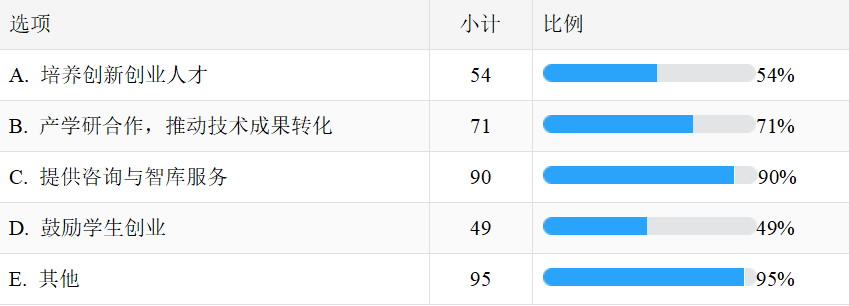 选项 小计 比例
A. 培养创新创业人才 54 54%
B. 产学研合作，推动技术成果转化 71 71%
C. 提供咨询与智库服务 90 90%
D. 鼓励学生创业 49 49%
E. 其他 95 95%